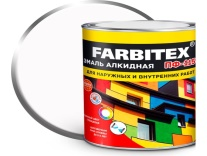 FARBITEX
ЭМАЛЬ АЛКИДНАЯ ПФ-115
ДЛЯ НАРУЖНЫХ И ВНУТРЕННИХ РАБОТ